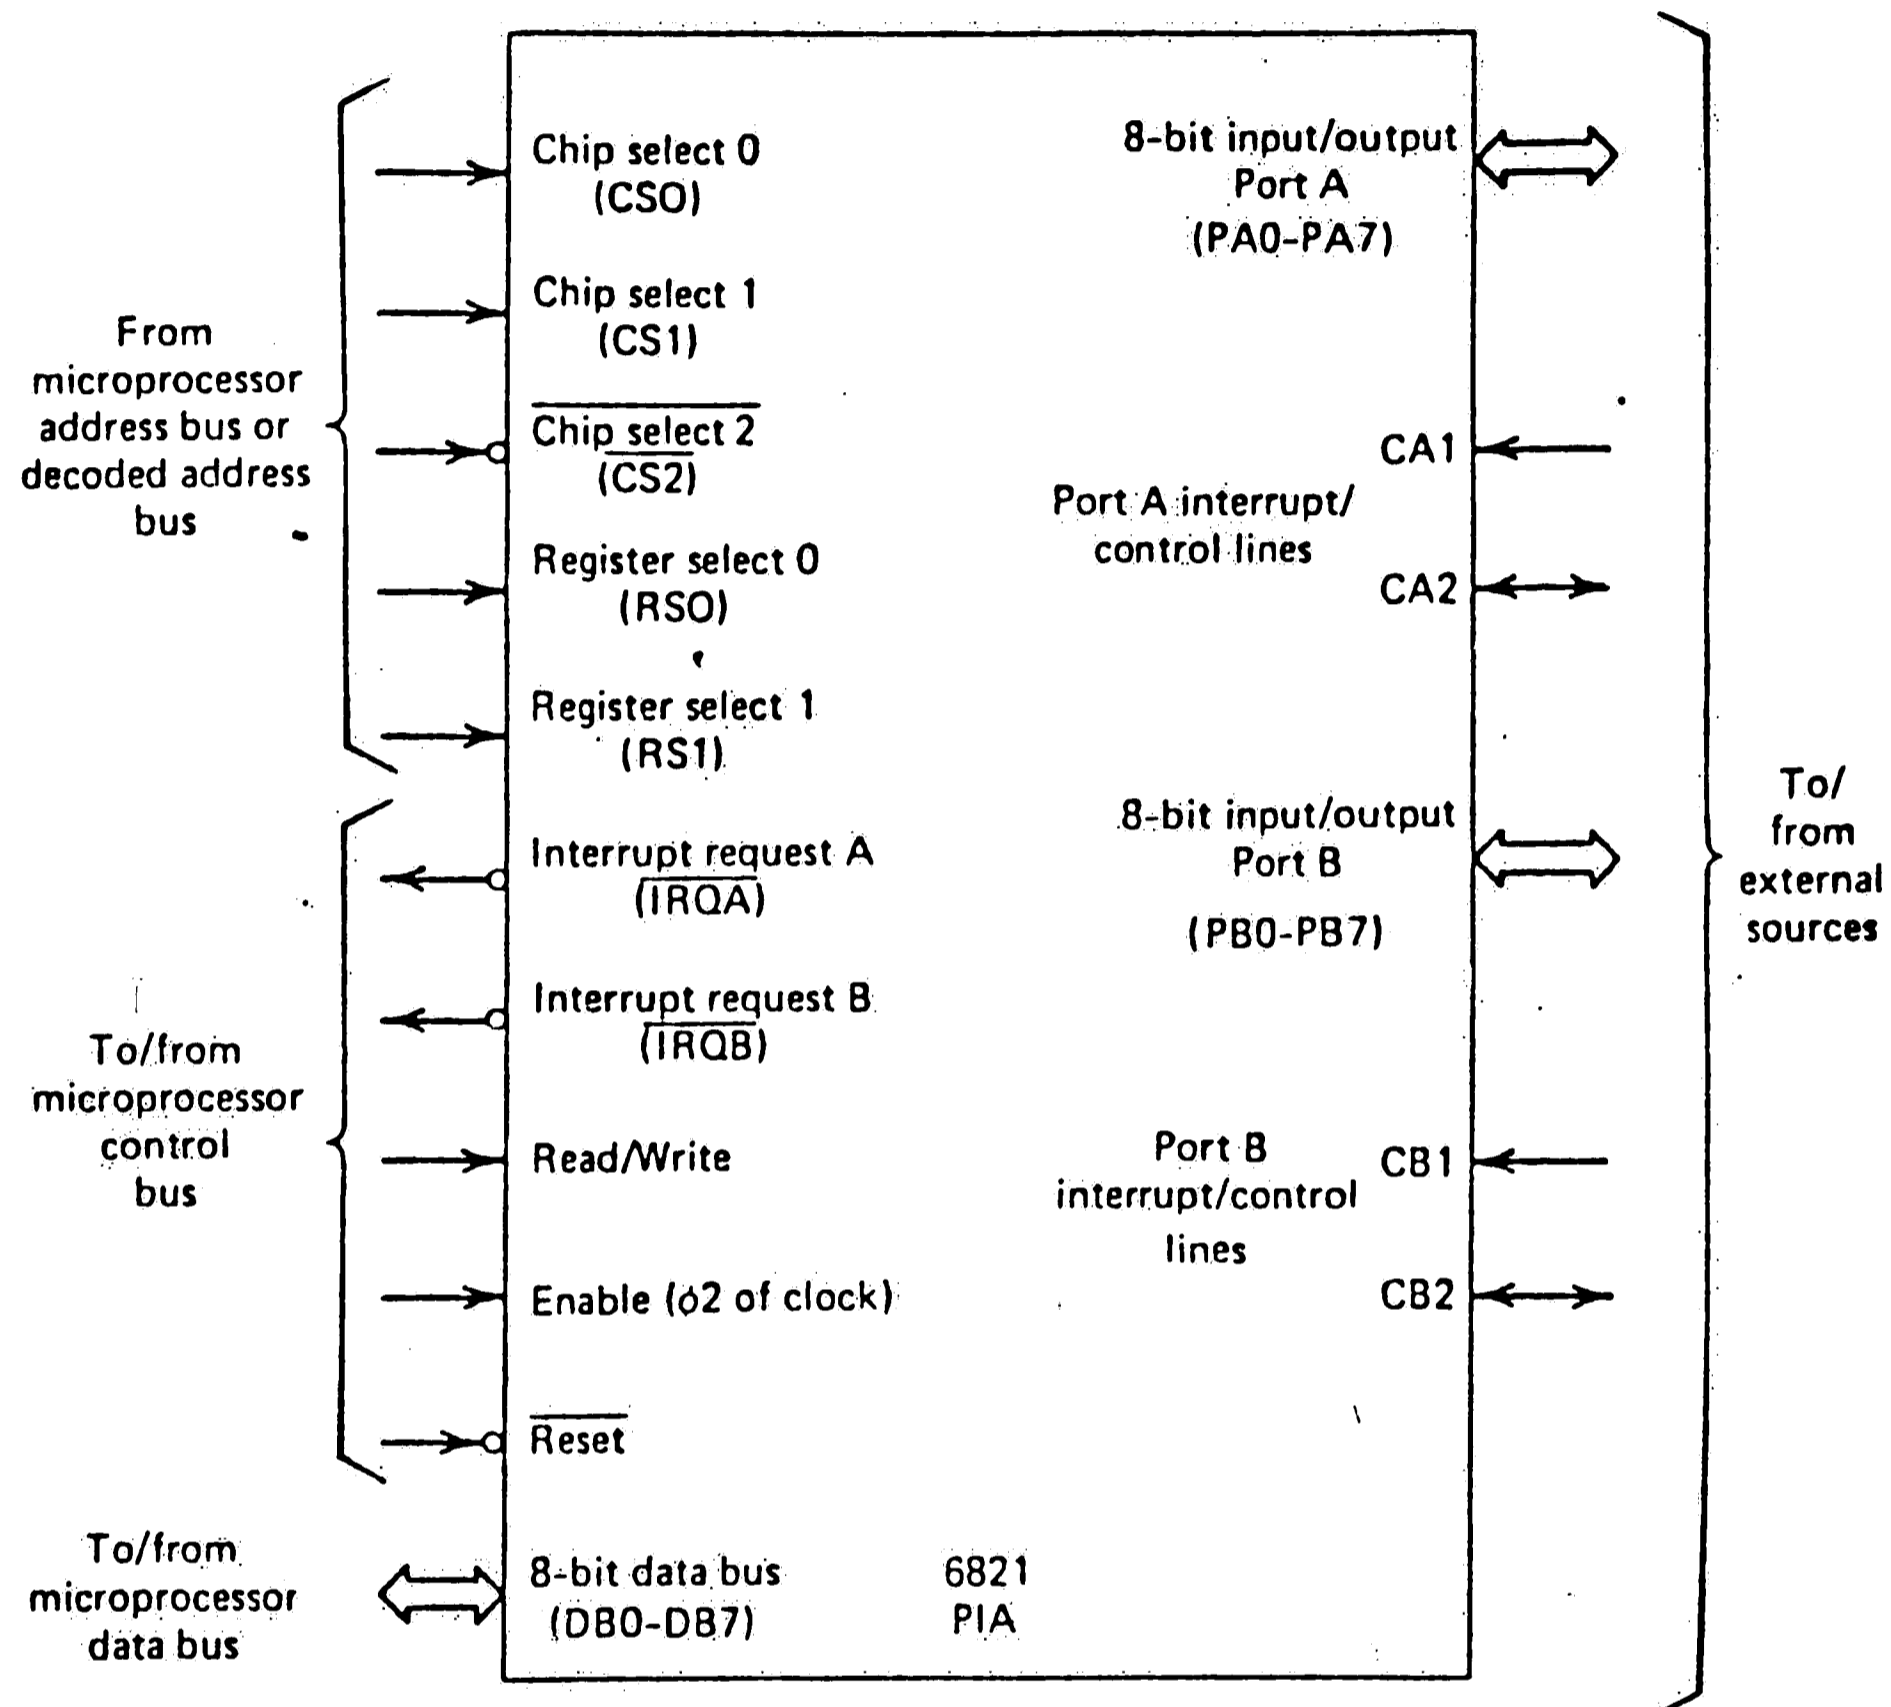 From
microprocessor
address bus or
decoded address
bus
To/from
microprocessor
control
bus
To/from
microprocessor
data bus
Chip select 0
(CS0)
Chip select 1
(CS1)
Chip select 2
(CS2)
Register select 0
(RS0)
Register select 1
(RS1)
Interrupt request A
(IRQA)
Interrupt request B
(IRQB)
Read/Write
Enable (ϕ2 of clock)
Reset
8-bit data bus
(DB0-DB7)
6821
PIA
8-bit input/output
Port A
(PA0-PA7)
CA1
Port A interrupt/
control lines
CA2
8-bit input/output
Port B
(PB0-PB7)
Port B
interrupt/control
lines
CB1
CB2
To/
from
external
sources